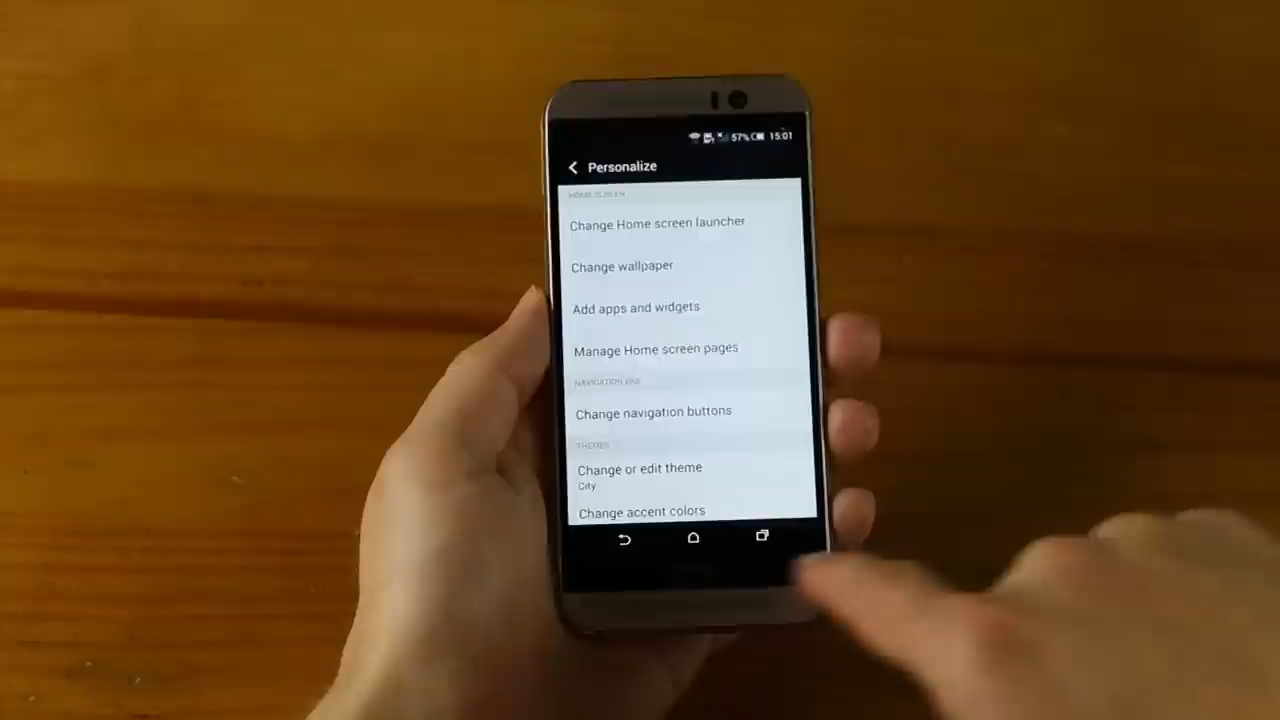 57% 15:01
Personalize
HOME SCREEN
Change Home screen launcher
Change wallpaper
Add apps and widgets
Manage Home screen pages
NAVIGATION BAR
Change navigation buttons
THEMES
Change or edit theme
City
Change accent colors